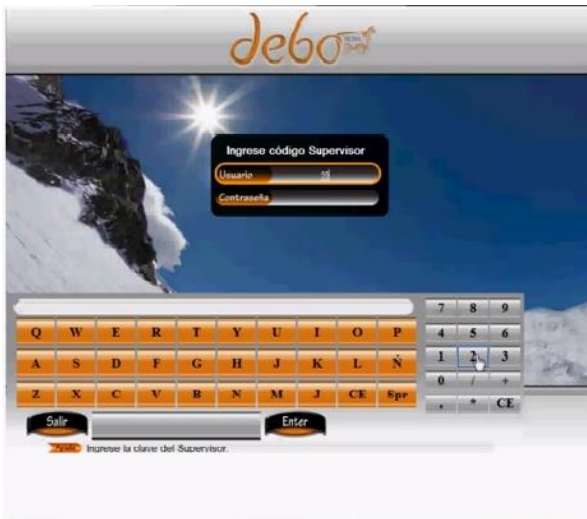 debo
Ingrese código Supervisor
Usuario
Contraseña
7 8 9
Q W E R T Y U I O P
4 5 6
A S D F G H J K L Ñ
1 2 3
Z X C V B N M J CE Spr
0 / +
. * CE
Salir
Enter
Ayuda Ingrese la clave del Supervisor.